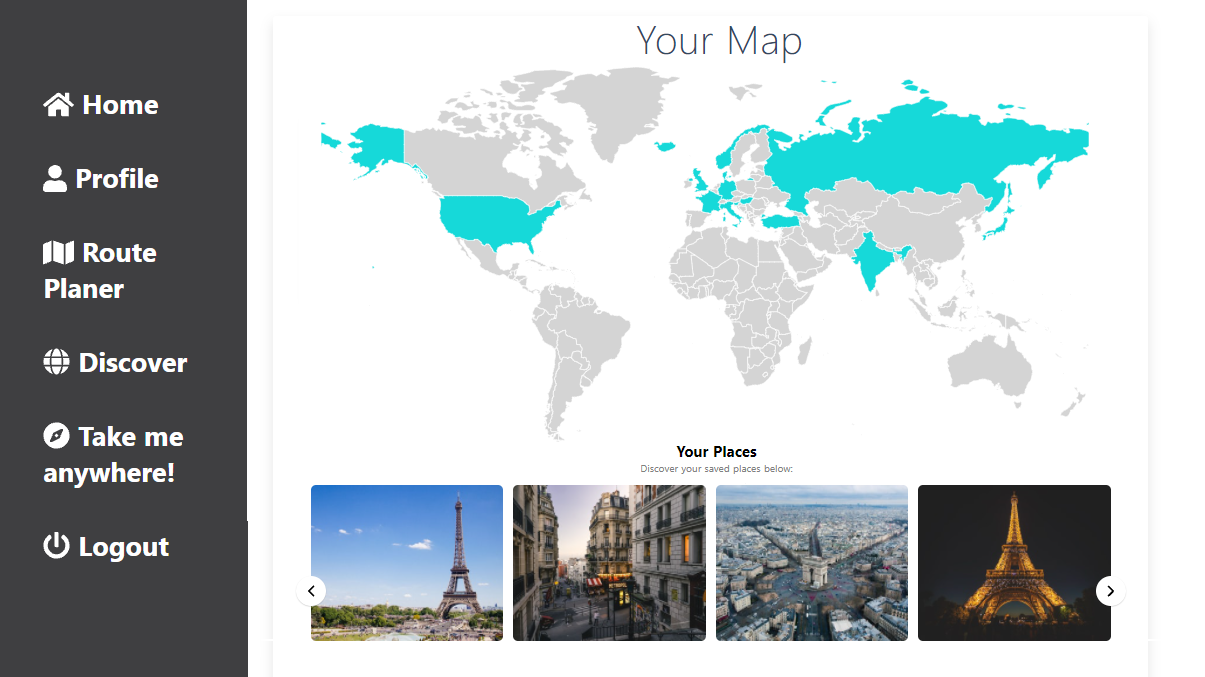 Home
Profile
Route
Planer
Discover
Take me
anywhere!
Logout
Your Map
Your Places
Discover your saved places below: